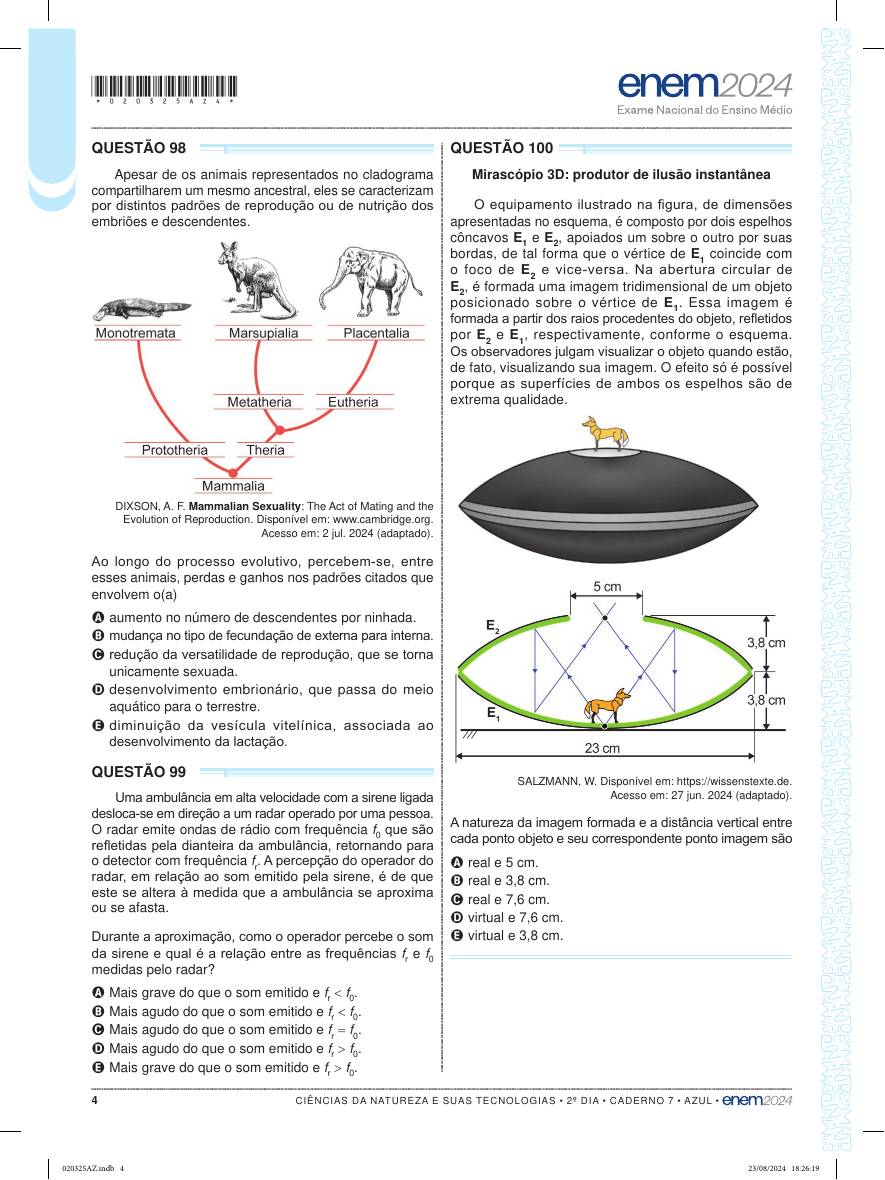 *020325AZ4*
enem2024
Exame Nacional do Ensino Médio
QUESTÃO 98
Apesar de os animais representados no cladograma
compartilharem um mesmo ancestral, eles se caracterizam
por distintos padrões de reprodução ou de nutrição dos
embriões e descendentes.
Monotremata Marsupialia Placentalia
Metatheria Eutheria
Prototheria Theria
Mammalia
DIXSON, A. F. Mammalian Sexuality: The Act of Mating and the
Evolution of Reproduction. Disponível em: www.cambridge.org.
Acesso em: 2 jul. 2024 (adaptado).
Ao longo do processo evolutivo, percebem-se, entre
esses animais, perdas e ganhos nos padrões citados que
envolvem o(a)
A aumento no número de descendentes por ninhada.
B mudança no tipo de fecundação de externa para interna.
C redução da versatilidade de reprodução, que se torna
unicamente sexuada.
D desenvolvimento embrionário, que passa do meio
aquático para o terrestre.
E diminuição da vesícula vitelínica, associada ao
desenvolvimento da lactação.
QUESTÃO 99
Uma ambulância em alta velocidade com a sirene ligada
desloca-se em direção a um radar operado por uma pessoa.
O radar emite ondas de rádio com frequência f0 que são
refletidas pela dianteira da ambulância, retornando para
o detector com frequência fr. A percepção do operador do
radar, em relação ao som emitido pela sirene, é de que
este se altera à medida que a ambulância se aproxima
ou se afasta.
Durante a aproximação, como o operador percebe o som
da sirene e qual é a relação entre as frequências fr e f0
medidas pelo radar?
A Mais grave do que o som emitido e fr < f0.
B Mais agudo do que o som emitido e fr < f0.
C Mais agudo do que o som emitido e fr = f0.
D Mais agudo do que o som emitido e fr > f0.
E Mais grave do que o som emitido e fr > f0.
QUESTÃO 100
Mirascópio 3D: produtor de ilusão instantânea
O equipamento ilustrado na figura, de dimensões
apresentadas no esquema, é composto por dois espelhos
côncavos E1 e E2, apoiados um sobre o outro por suas
bordas, de tal forma que o vértice de E1 coincide com
o foco de E2 e vice-versa. Na abertura circular de
E2, é formada uma imagem tridimensional de um objeto
posicionado sobre o vértice de E1. Essa imagem é
formada a partir dos raios procedentes do objeto, refletidos
por E2 e E1, respectivamente, conforme o esquema.
Os observadores julgam visualizar o objeto quando estão,
de fato, visualizando sua imagem. O efeito só é possível
porque as superfícies de ambos os espelhos são de
extrema qualidade.
5 cm
E2
3,8 cm
3,8 cm
E1
23 cm
SALZMANN, W. Disponível em: https://wissenstexte.de.
Acesso em: 27 jun. 2024 (adaptado).
A natureza da imagem formada e a distância vertical entre
cada ponto objeto e seu correspondente ponto imagem são
A real e 5 cm.
B real e 3,8 cm.
C real e 7,6 cm.
D virtual e 7,6 cm.
E virtual e 3,8 cm.
4 CIÊNCIAS DA NATUREZA E SUAS TECNOLOGIAS • 2º DIA • CADERNO 7 • AZUL • enem2024
020325AZ.indb 4 23/08/2024 18:26:19